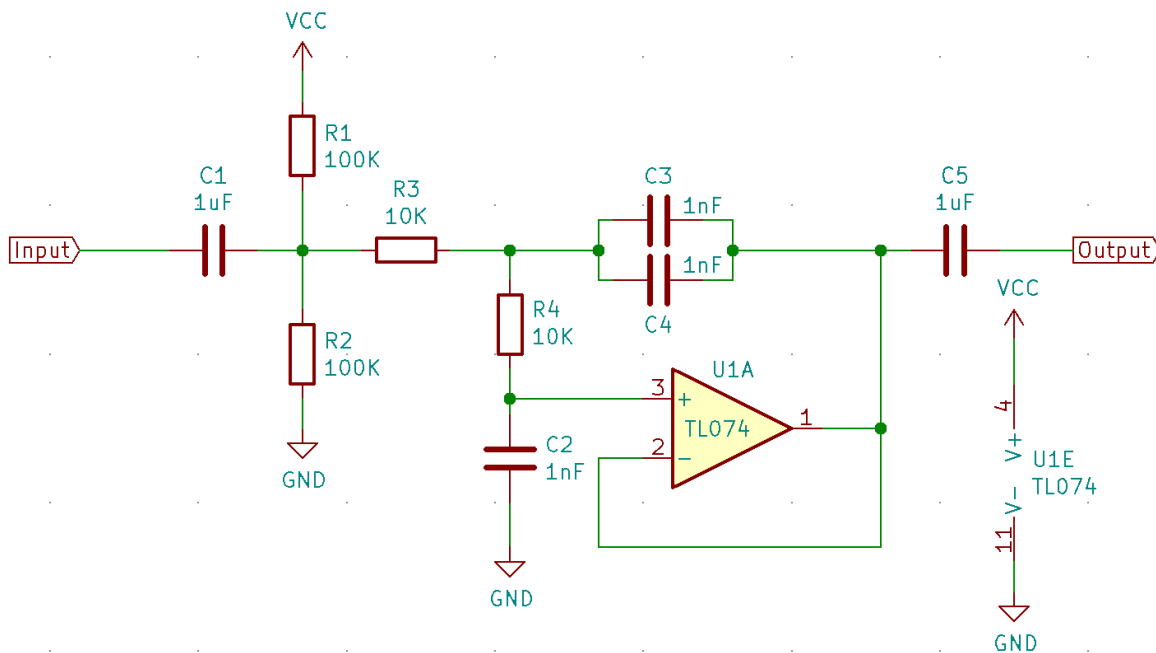 VCC
R1
100K
C1
1uF
R3
10K
C3
1nF
C5
1uF
Input
1nF
Output
C4
VCC
R4
10K
R2
100K
U1A
3
+
TL074
1
2
-
C2
1nF
4
V+
U1E
TL074
V-
11
GND
GND
GND